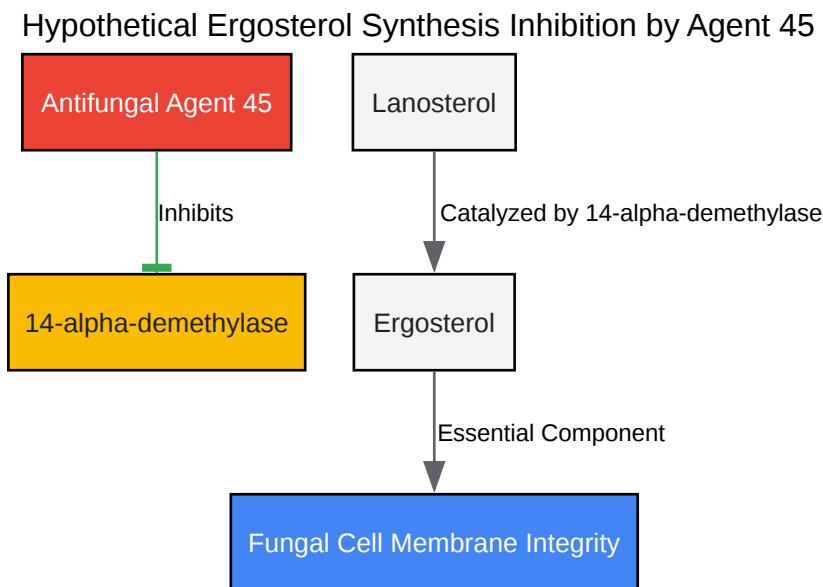 Hypothetical Ergosterol Synthesis Inhibition by Agent 45
Antifungal Agent 45
Lanosterol
Inhibits
Catalyzed by 14-alpha-demethylase
14-alpha-demethylase
Ergosterol
Essential Component
Fungal Cell Membrane Integrity